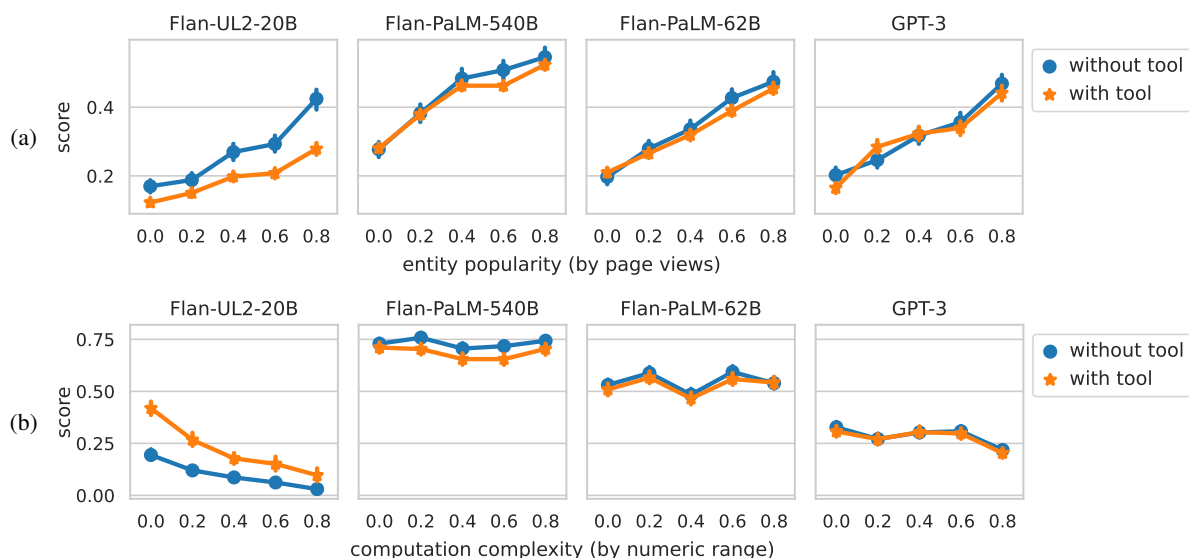 Flan-UL2-20B Flan-PaLM-540B Flan-PaLM-62B GPT-3
(a)
score
0.4
0.2
0.0 0.2 0.4 0.6 0.8 0.0 0.2 0.4 0.6 0.8 0.0 0.2 0.4 0.6 0.8 0.0 0.2 0.4 0.6 0.8
entity popularity (by page views)
without tool
with tool
Flan-UL2-20B Flan-PaLM-540B Flan-PaLM-62B GPT-3
(b)
score
0.75
0.50
0.25
0.00
0.0 0.2 0.4 0.6 0.8 0.0 0.2 0.4 0.6 0.8 0.0 0.2 0.4 0.6 0.8 0.0 0.2 0.4 0.6 0.8
computation complexity (by numeric range)
without tool
with tool